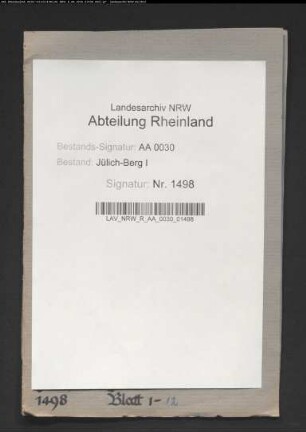 Landesarchiv NRW
Abteilung Rheinland
Bestands-Signatur: AA 0030
Bestand: Jülich-Berg I
Signatur: Nr. 1498
LAV_NRW_R_AA_0030_01498
1498 Blatt 1-12